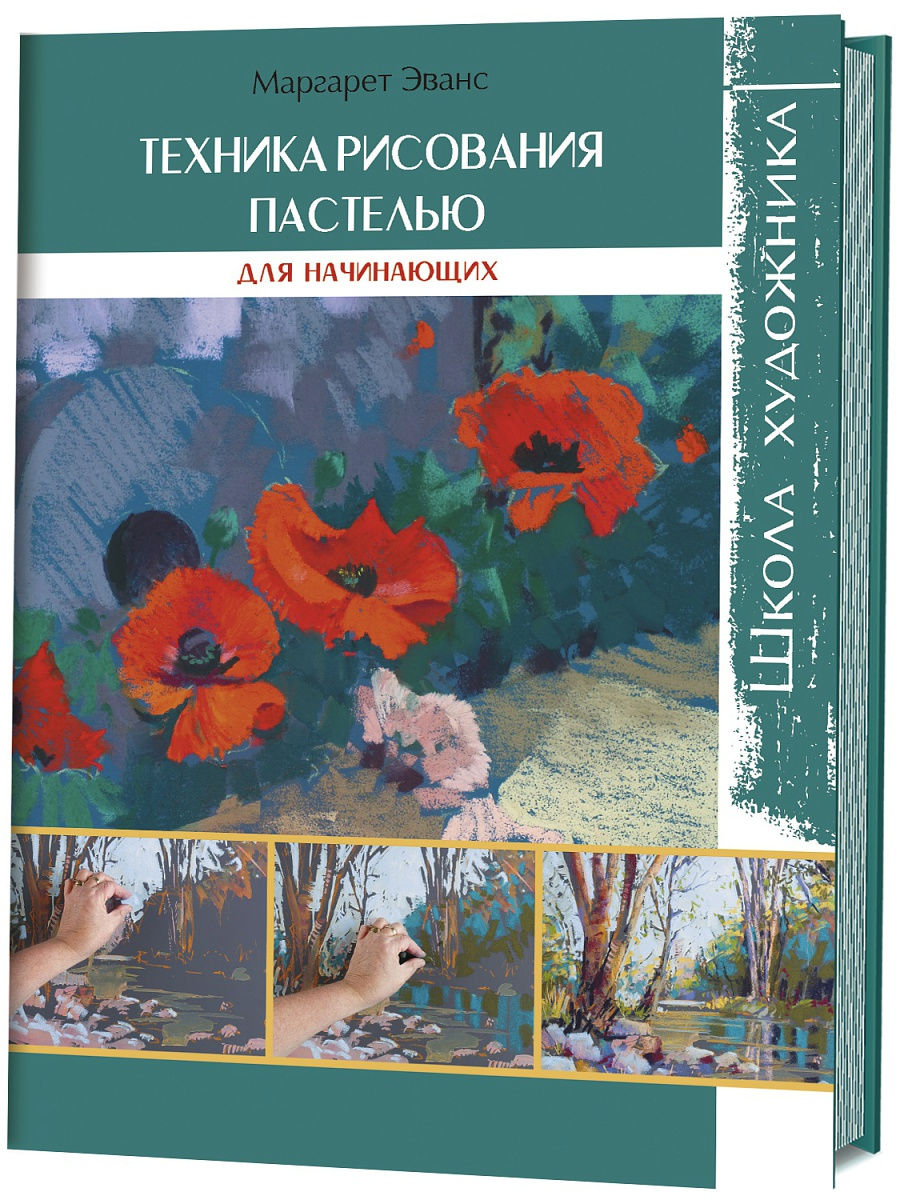 Маргарет Эванс
ТЕХНИКА РИСОВАНИЯ
ПАСТЕЛЬЮ
ДЛЯ НАЧИНАЮЩИХ
Школа художника